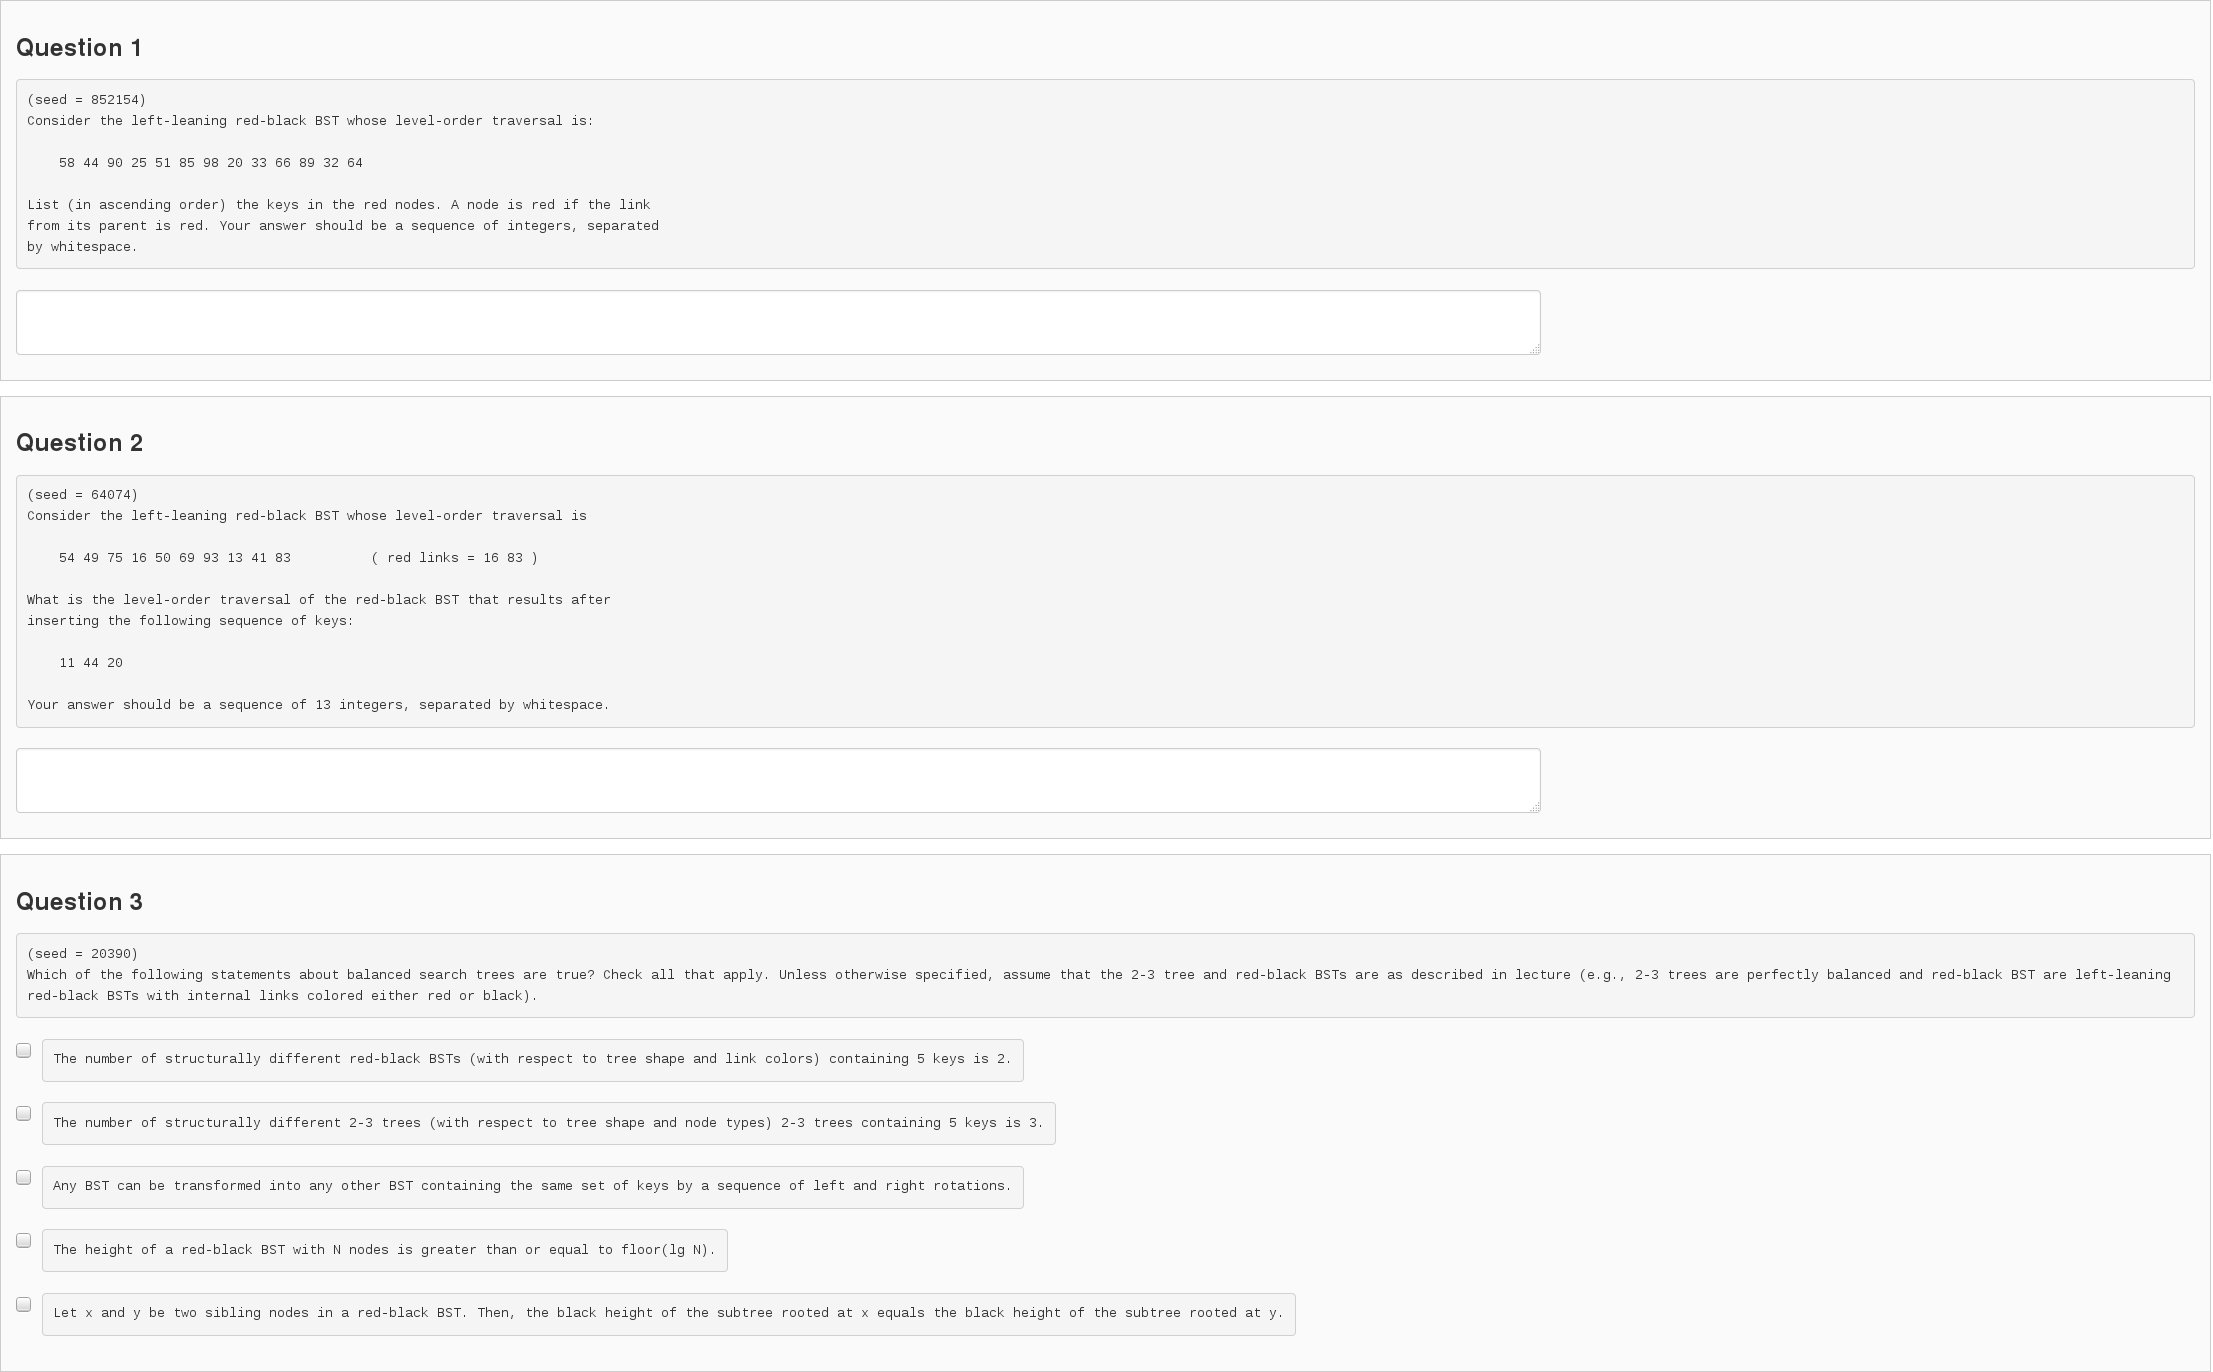 Question 1
(seed = 852154)
Consider the left-leaning red-black BST whose level-order traversal is:
58 44 90 25 51 85 98 20 33 66 89 32 64
List (in ascending order) the keys in the red nodes. A node is red if the link
from its parent is red. Your answer should be a sequence of integers, separated
by whitespace.
Question 2
(seed = 64074)
Consider the left-leaning red-black BST whose level-order traversal is
54 49 75 16 50 69 93 13 41 83          ( red links = 16 83 )
What is the level-order traversal of the red-black BST that results after
inserting the following sequence of keys:
11 44 20
Your answer should be a sequence of 13 integers, separated by whitespace.
Question 3
(seed = 20390)
Which of the following statements about balanced search trees are true? Check all that apply. Unless otherwise specified, assume that the 2-3 tree and red-black BSTs are as described in lecture (e.g., 2-3 trees are perfectly balanced and red-black BST are left-leaning
red-black BSTs with internal links colored either red or black).
The number of structurally different red-black BSTs (with respect to tree shape and link colors) containing 5 keys is 2.
The number of structurally different 2-3 trees (with respect to tree shape and node types) 2-3 trees containing 5 keys is 3.
Any BST can be transformed into any other BST containing the same set of keys by a sequence of left and right rotations.
The height of a red-black BST with N nodes is greater than or equal to floor(lg N).
Let x and y be two sibling nodes in a red-black BST. Then, the black height of the subtree rooted at x equals the black height of the subtree rooted at y.